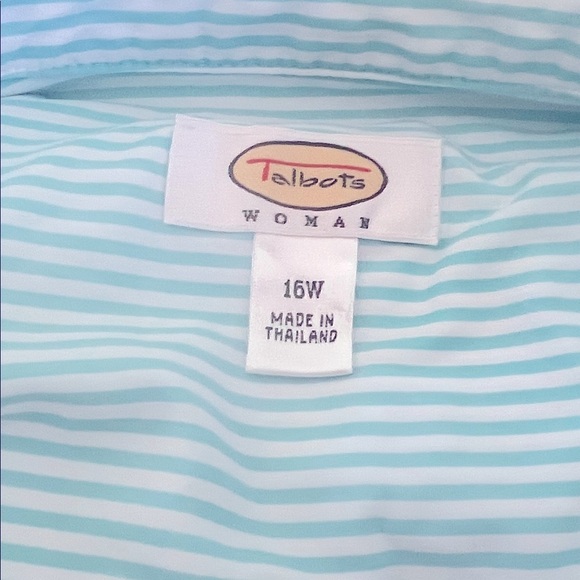 Talbots
WOMAN
16W
MADE IN
THAILAND